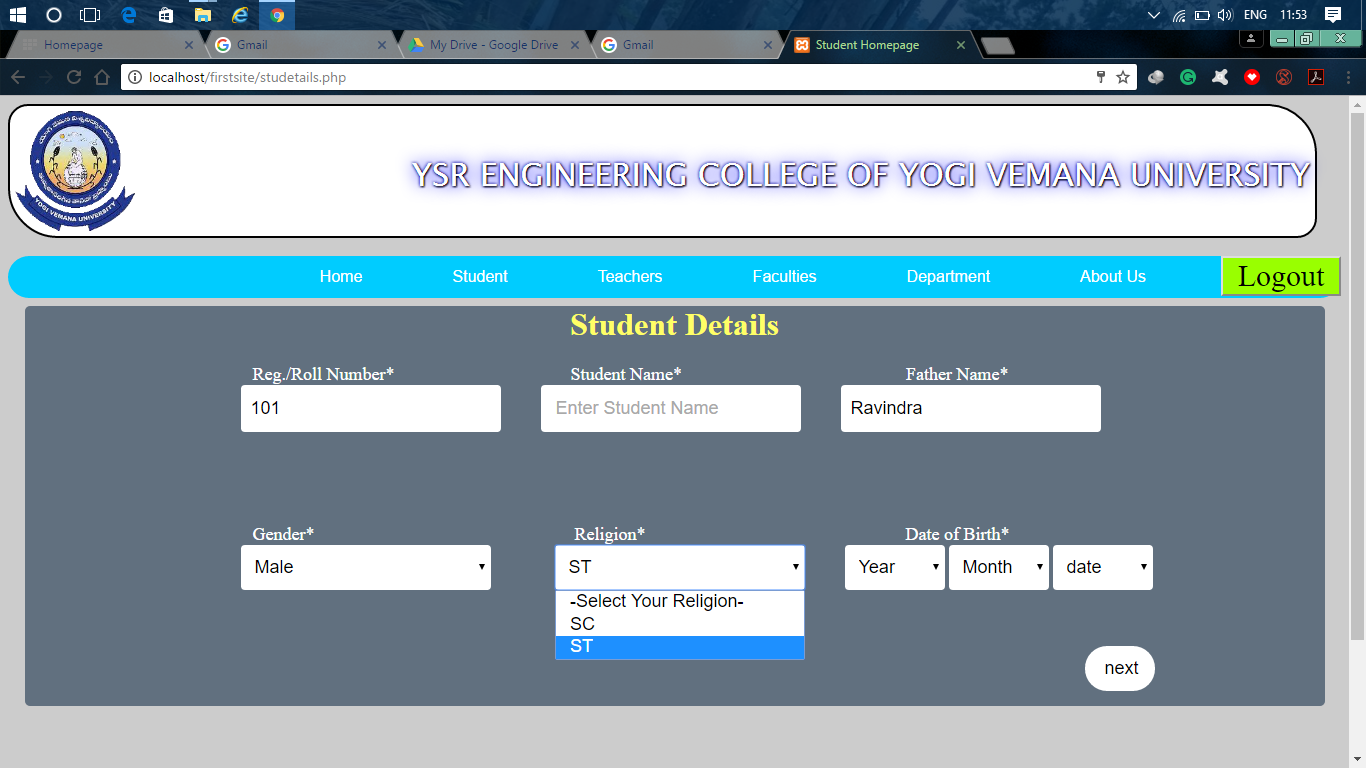 ENG 11:53
Homepage Gmail My Drive - Google Drive Gmail Student Homepage
localhost/firstsite/studetails.php
YOGI VEMANA UNIVERSITY
YSR ENGINEERING COLLEGE OF YOGI VEMANA UNIVERSITY
Home Student Teachers Faculties Department About Us Logout
Student Details
Reg./Roll Number* Student Name* Father Name*
101 Enter Student Name Ravindra
Gender* Religion* Date of Birth*
Male ST Year Month date
-Select Your Religion-
SC
ST
next